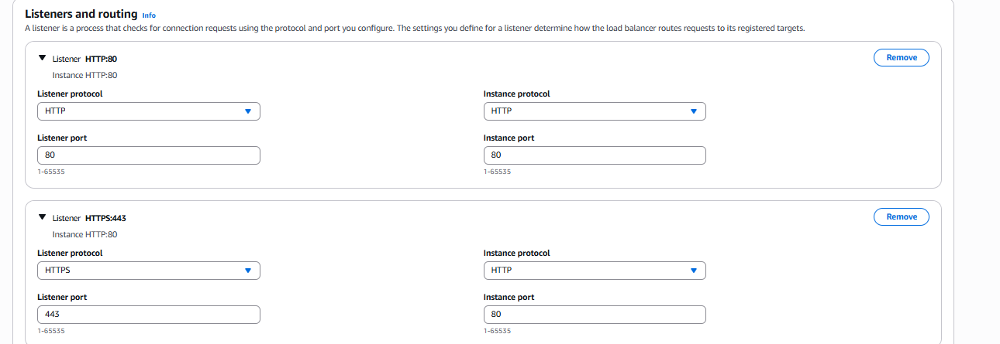 Listeners and routing Info
A listener is a process that checks for connection requests using the protocol and port you configure. The settings you define for a listener determine how the load balancer routes requests to its registered targets.
Listener HTTP:80 Remove
Instance HTTP:80
Listener protocol Instance protocol
HTTP HTTP
Listener port Instance port
80 80
1-65535 1-65535
Listener HTTPS:443 Remove
Instance HTTP:80
Listener protocol Instance protocol
HTTPS HTTP
Listener port Instance port
443 80
1-65535 1-65535